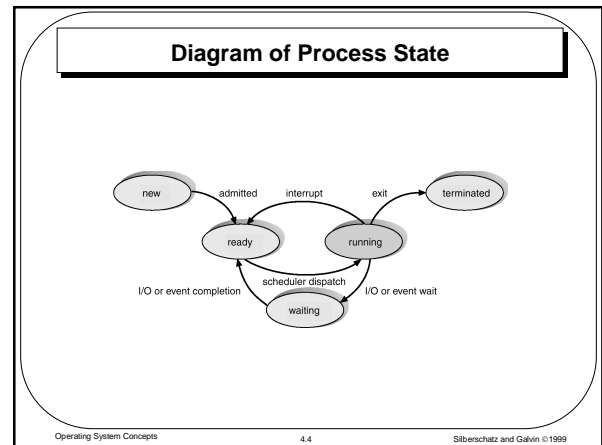 Diagram of Process State
new
admitted
interrupt
exit
terminated
ready
running
scheduler dispatch
I/O or event completion
I/O or event wait
waiting
Operating System Concepts
4.4
Silberschatz and Galvin ©1999